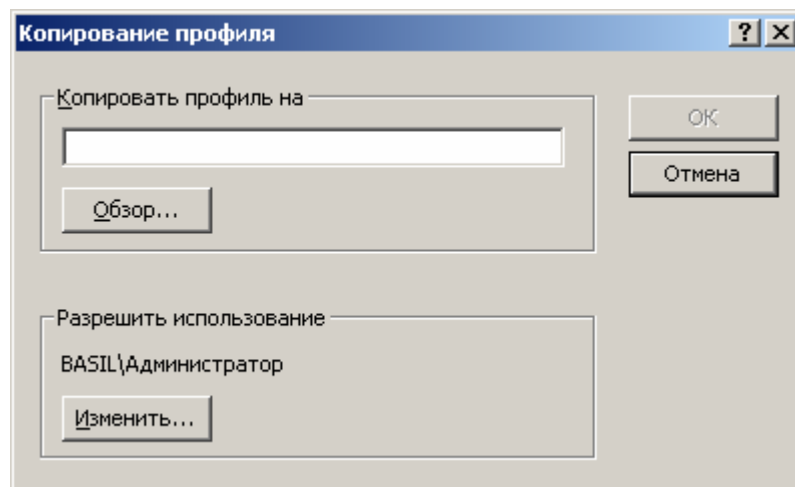 Копирование профиля
Копировать профиль на
OK
Отмена
Обзор...
Разрешить использование
BASIL\Администратор
Изменить...